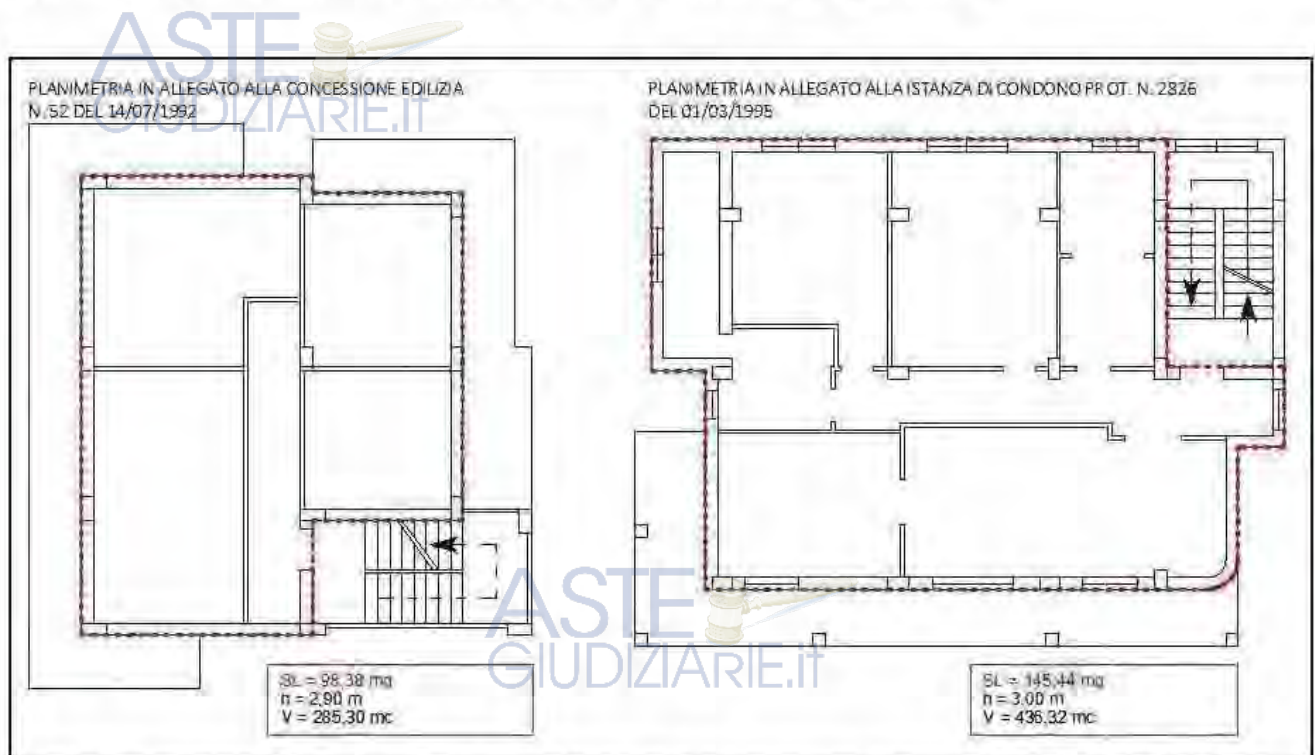 ASTE
GIUDIZIARIE.it
PLANIMETRIA IN ALLEGATO ALLA CONCESSIONE EDILIZIA
N. 52 DEL 14/07/1992
PLANIMETRIA IN ALLEGATO ALLA ISTANZA DI CONDONO PROT. N. 2826
DEL 01/03/1995
SL = 98,38 mq
h = 2,90 m
V = 285,30 mc
ASTE
GIUDIZIARIE.it
SL = 145,44 mq
h = 3,00 m
V = 436,32 mc